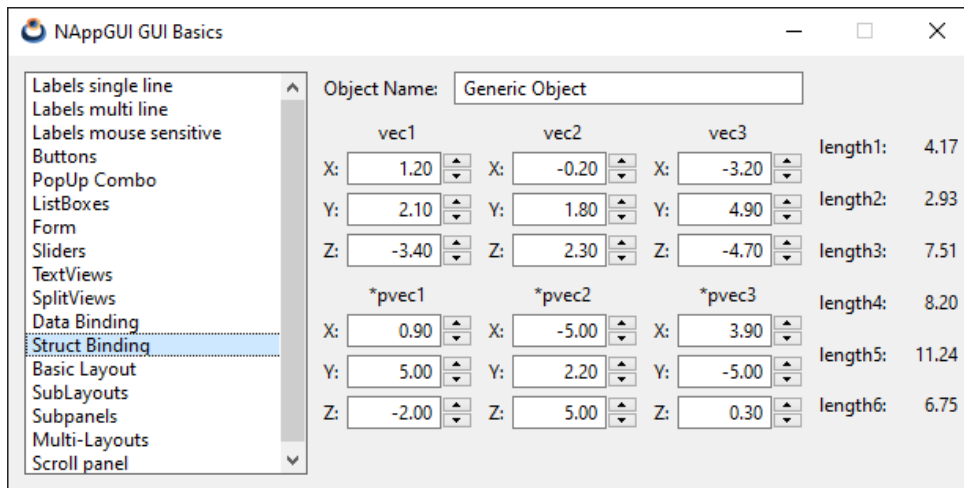 NAppGUI GUI Basics
Labels single line
Labels multi line
Labels mouse sensitive
Buttons
PopUp Combo
ListBoxes
Form
Sliders
TextViews
SplitViews
Data Binding
Struct Binding
Basic Layout
SubLayouts
Subpanels
Multi-Layouts
Scroll panel
Object Name: Generic Object
vec1 vec2 vec3
X: 1.20 X: -0.20 X: -3.20
Y: 2.10 Y: 1.80 Y: 4.90
Z: -3.40 Z: 2.30 Z: -4.70
*pvec1 *pvec2 *pvec3
X: 0.90 X: -5.00 X: 3.90
Y: 5.00 Y: 2.20 Y: -5.00
Z: -2.00 Z: 5.00 Z: 0.30
length1: 4.17
length2: 2.93
length3: 7.51
length4: 8.20
length5: 11.24
length6: 6.75